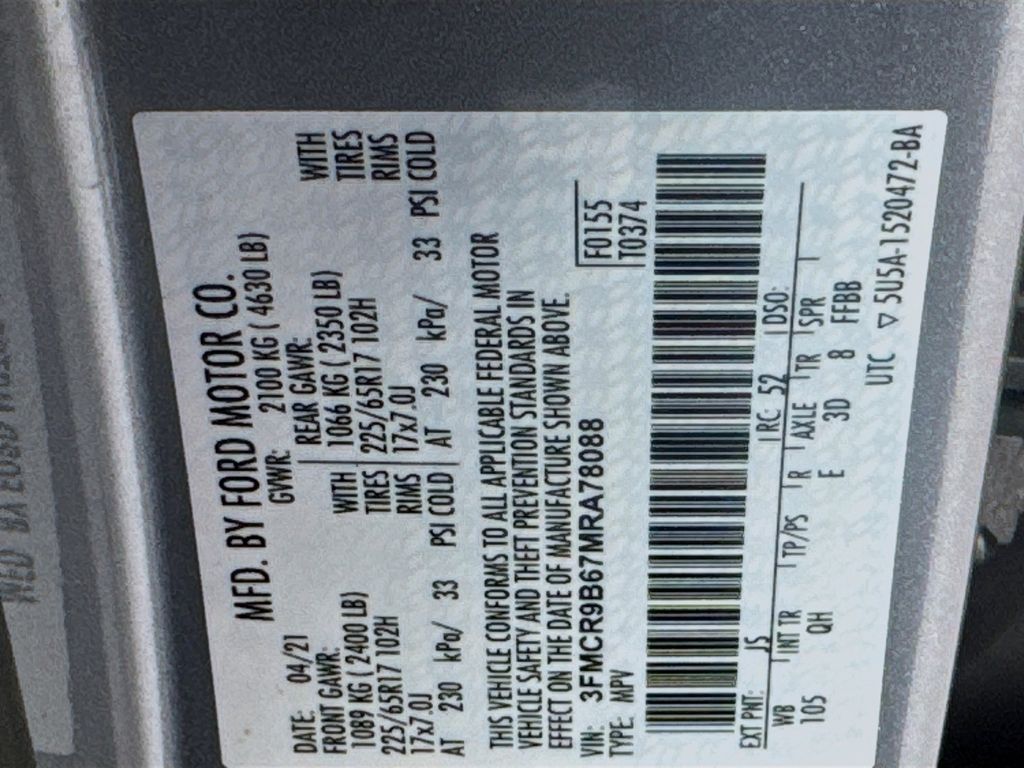 MFD. BY FORD MOTOR CO.
DATE: 04/21 GVWR: 2100 KG ( 4630 LB)
FRONT GAWR: REAR GAWR:
1089 KG ( 2400 LB) WITH 1066 KG ( 2350 LB) WITH
225/65R17 102H TIRES 225/65R17 102H TIRES
17x7.0J RIMS 17x7.0J RIMS
AT 230 kPa/ 33 PSI COLD AT 230 kPa/ 33 PSI COLD
THIS VEHICLE CONFORMS TO ALL APPLICABLE FEDERAL MOTOR
VEHICLE SAFETY AND THEFT PREVENTION STANDARDS IN
EFFECT ON THE DATE OF MANUFACTURE SHOWN ABOVE.
VIN: 3FMCR9B67MRA78088 F0155
TYPE: MPV T0374
EXT PNT: JS RC: 52 DSO:
WB INT TR TP/PS R AXLE TR SPR
105 QH E 3D 8 FFBB
UTC ▽ 5U5A-1520472-BA